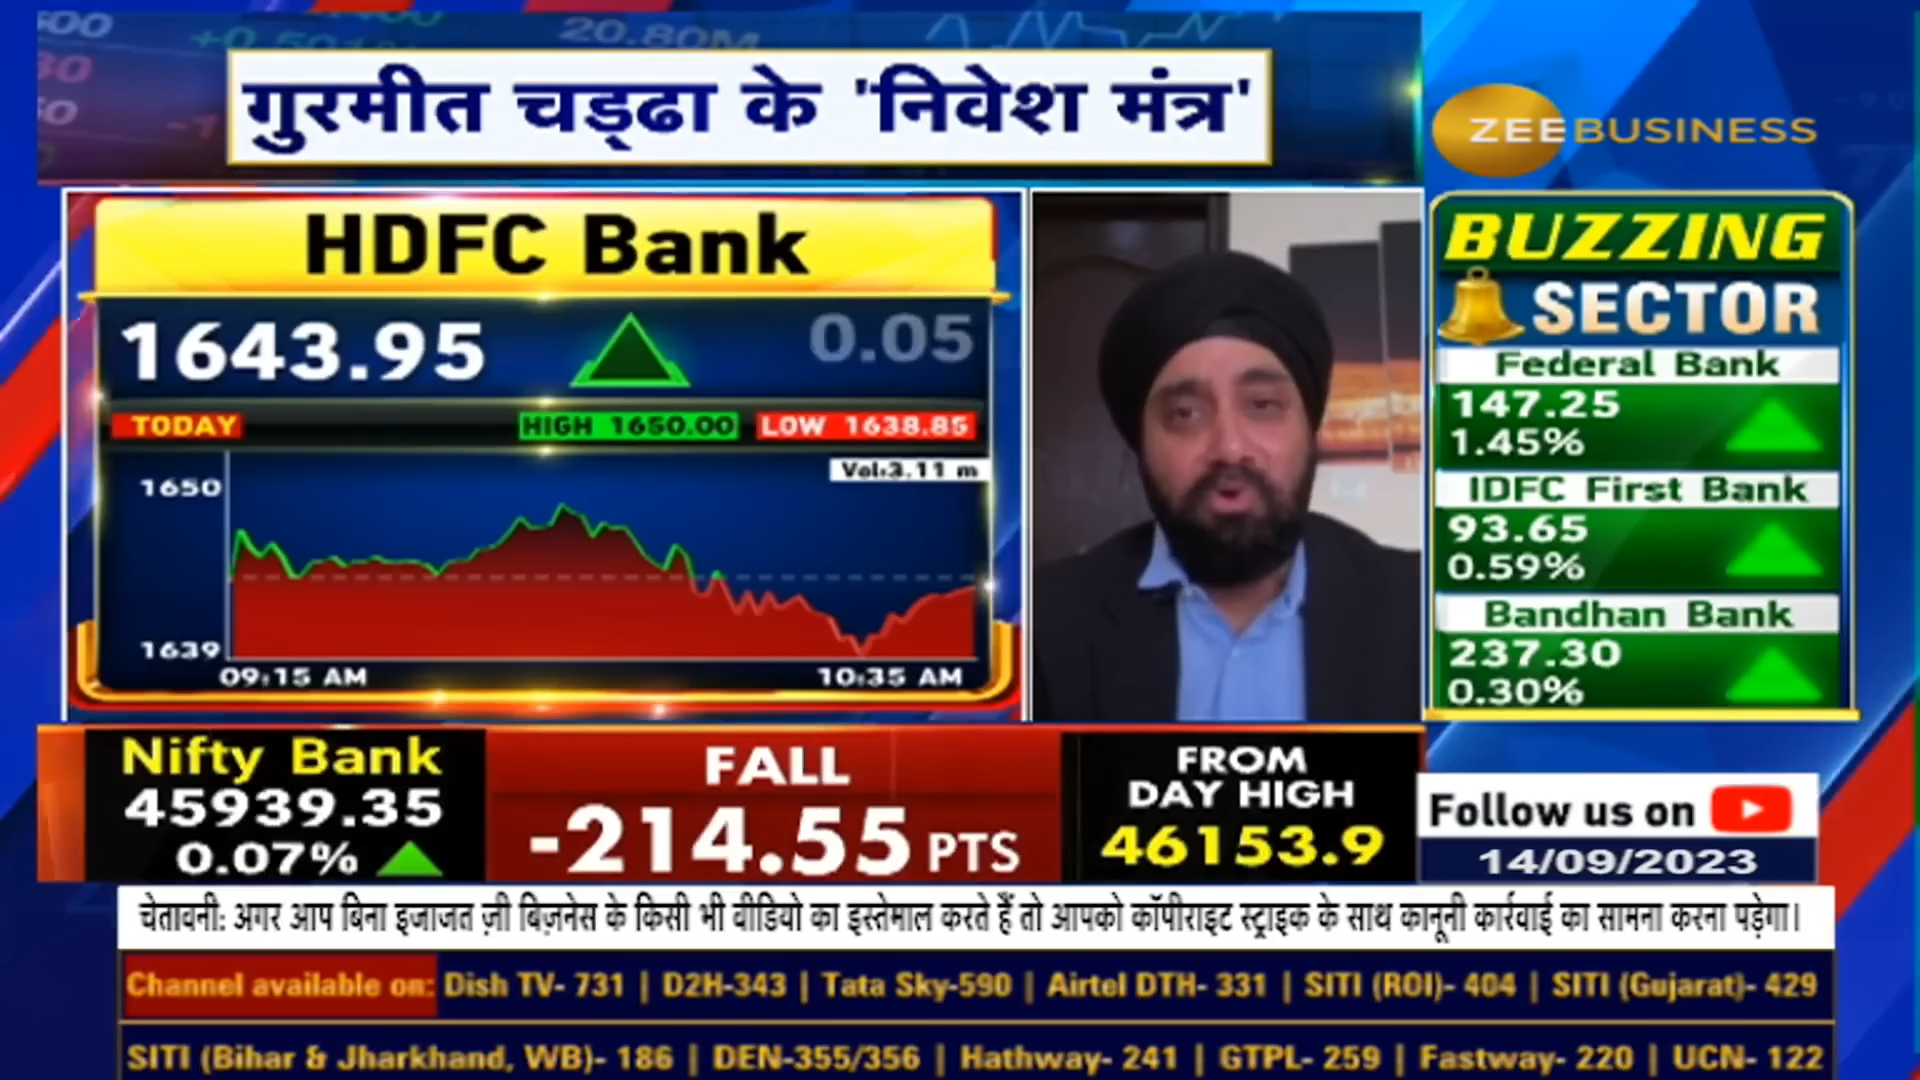 20.80M
गुरमीत चड्ढा के 'निवेश मंत्र'
ZEEBUSINESS
HDFC Bank
1643.95 0.05
TODAY HIGH 1650.00 LOW 1638.85
Vol:3.11 m
1650
1639
09:15 AM 10:35 AM
BUZZING
SECTOR
Federal Bank
147.25
1.45%
IDFC First Bank
93.65
0.59%
Bandhan Bank
237.30
0.30%
Nifty Bank
45939.35
0.07%
FALL
-214.55 PTS
FROM
DAY HIGH
46153.9
Follow us on
14/09/2023
चेतावनी: अगर आप बिना इजाजत ज़ी बिज़नेस के किसी भी वीडियो का इस्तेमाल करते हैं तो आपको कॉपीराइट स्ट्राइक के साथ कानूनी कार्रवाई का सामना करना पड़ेगा।
Channel available on: Dish TV- 731 | D2H-343 | Tata Sky-590 | Airtel DTH- 331 | SITI (ROI)- 404 | SITI (Gujarat)- 429
SITI (Bihar & Jharkhand, WB)- 186 | DEN-355/356 | Hathway- 241 | GTPL- 259 | Fastway- 220 | UCN- 122